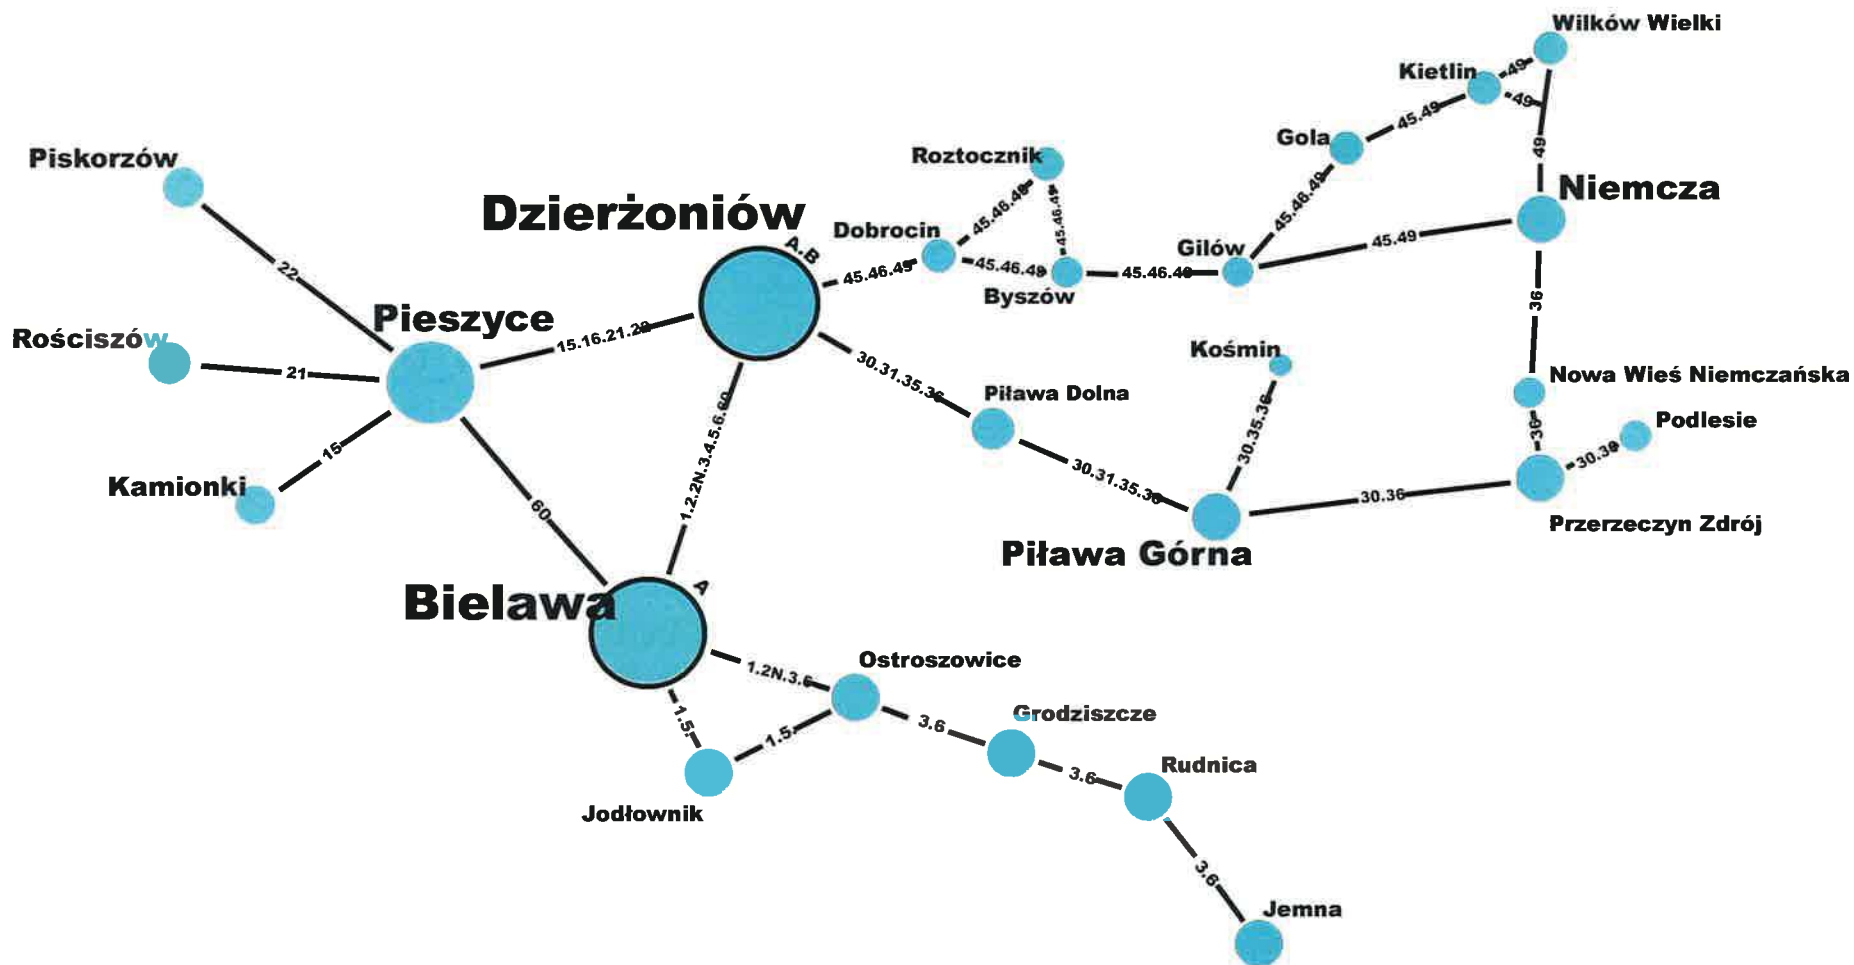 Wilków Wielki
Kietlin
49
49
45.49
Gola
49
Roztocznik
Piskorzów
Niemcza
Dzierżoniów
45.46.49
45.46.49
45.46.49
A.B
Dobrocin
Gilów
45.49
45.46.49
45.46.49
45.46.49
Byszów
22
36
Pieszyce
15.16.21.22
Rościszów
21
Kośmin
30.31.35.36
Nowa Wieś Niemczańska
Piława Dolna
Podlesie
1.2.2N.3.4.5.6.60
30.35.36
36
15
30.36
30.31.35.36
Kamionki
30.36
60
Przerzeczyn Zdrój
Piława Górna
A
Bielawa
Ostroszowice
1.2N.3.6
1.5.
3.6
Grodziszcze
1.5.
Rudnica
3.6
Jodłownik
3.6
Jemna